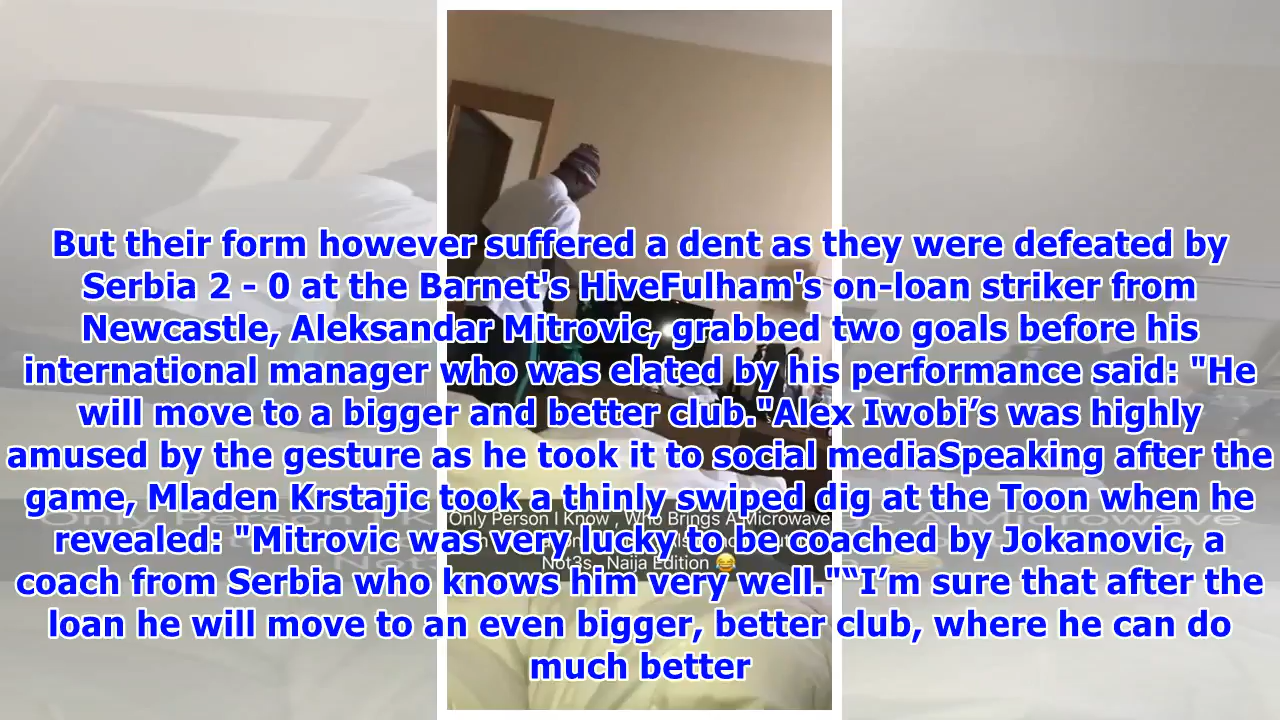 But their form however suffered a dent as they were defeated by
Serbia 2 - 0 at the Barnet's HiveFulham's on-loan striker from
Newcastle, Aleksandar Mitrovic, grabbed two goals before his
international manager who was elated by his performance said: "He
will move to a bigger and better club."Alex Iwobi’s was highly
amused by the gesture as he took it to social mediaSpeaking after the
game, Mladen Krstajic took a thinly swiped dig at the Toon when he
Only Person I Know , Who Brings A Microwave
revealed: "Mitrovic was very lucky to be coached by Jokanovic, a
Not3s.. Naija Edition 😂
coach from Serbia who knows him very well."“I’m sure that after the
loan he will move to an even bigger, better club, where he can do
much better